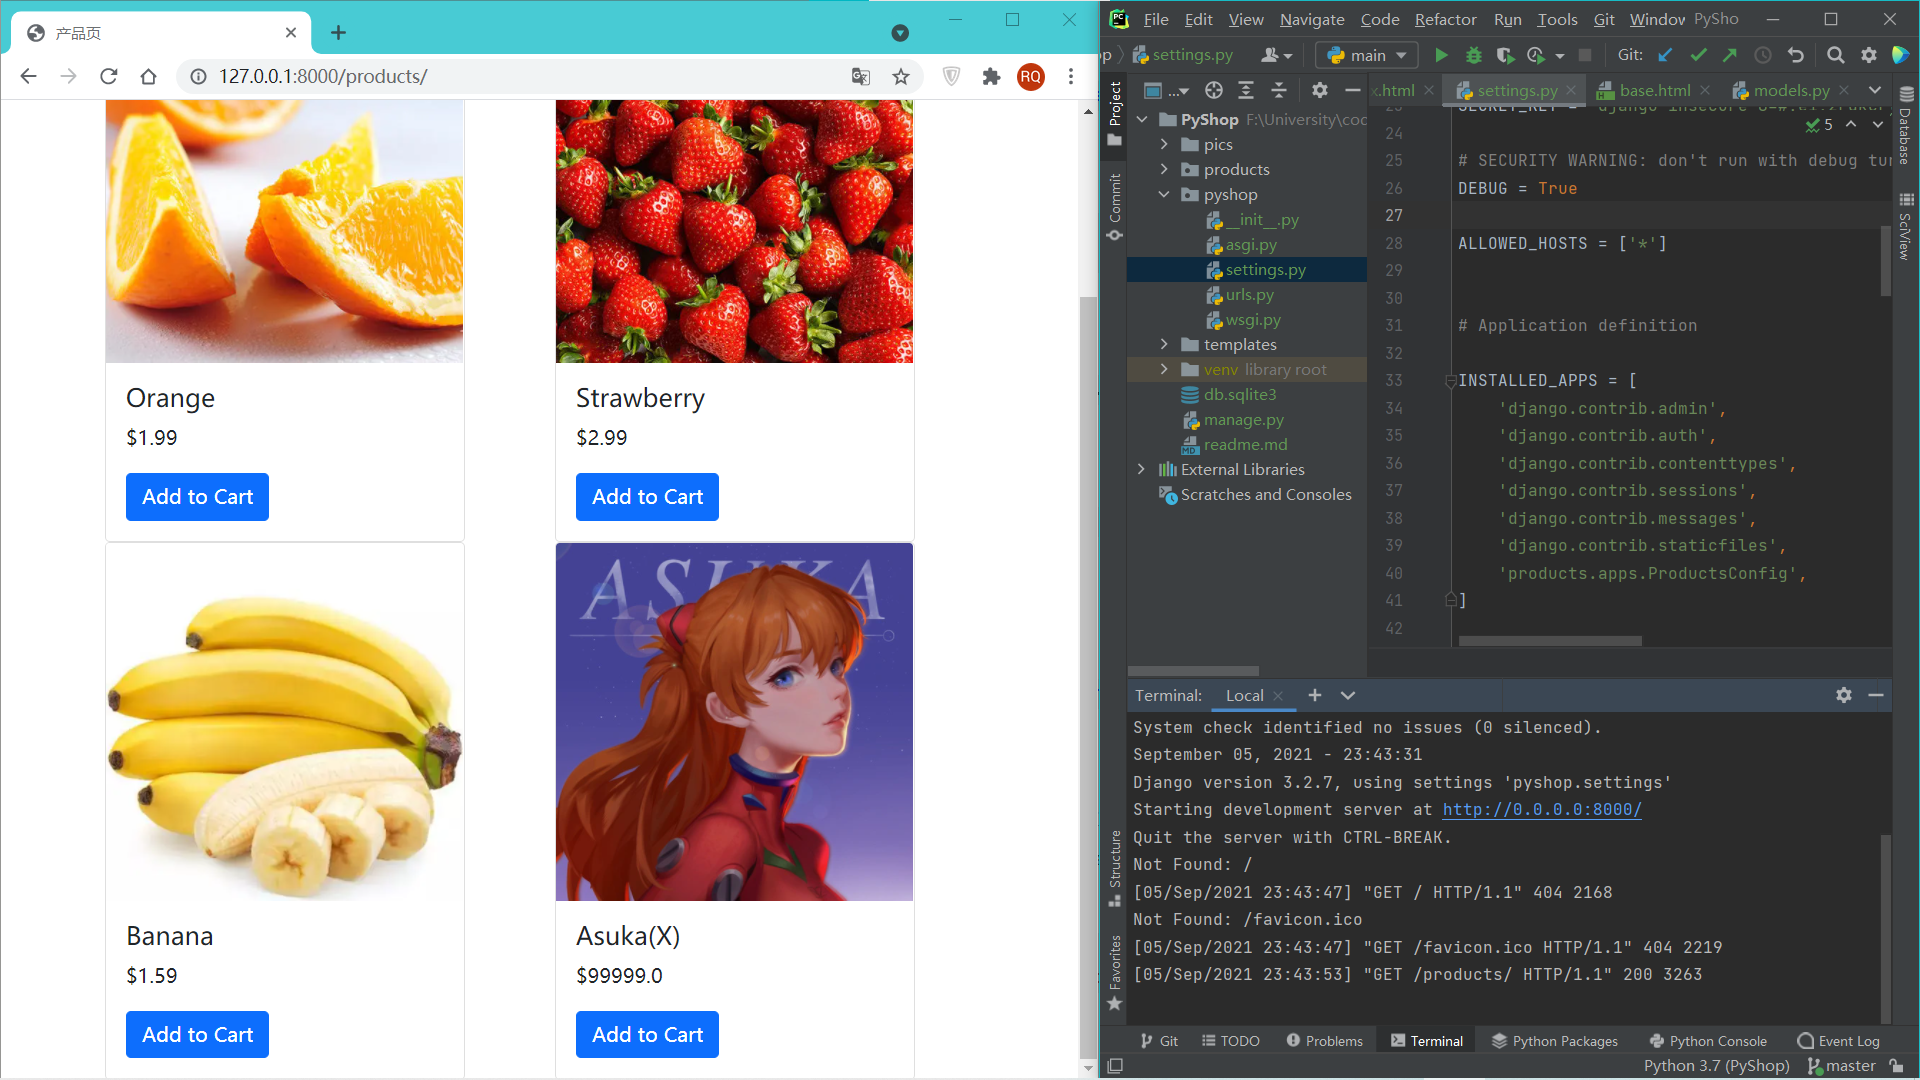 产品页
127.0.0.1:8000/products/
RQ
Orange
$1.99
Add to Cart
Strawberry
$2.99
Add to Cart
Banana
$1.59
Add to Cart
ASUKA
Asuka(X)
$99999.0
Add to Cart
PC
File Edit View Navigate Code Refactor Run Tools Git Window PySho
op settings.py main Git:
Project
Commit
Structure
Favorites
...
PyShop F:\University\cod
pics
products
pyshop
__init__.py
asgi.py
settings.py
urls.py
wsgi.py
templates
venv library root
db.sqlite3
manage.py
readme.md
External Libraries
Scratches and Consoles
x.html settings.py base.html models.py
5
24
25 # SECURITY WARNING: don't run with debug tur
26 DEBUG = True
27
28 ALLOWED_HOSTS = ['*']
29
30
31 # Application definition
32
33 INSTALLED_APPS = [
34 'django.contrib.admin',
35 'django.contrib.auth',
36 'django.contrib.contenttypes',
37 'django.contrib.sessions',
38 'django.contrib.messages',
39 'django.contrib.staticfiles',
40 'products.apps.ProductsConfig',
41 ]
42
Database
SciView
Terminal: Local
System check identified no issues (0 silenced).
September 05, 2021 - 23:43:31
Django version 3.2.7, using settings 'pyshop.settings'
Starting development server at http://0.0.0.0:8000/
Quit the server with CTRL-BREAK.
Not Found: /
[05/Sep/2021 23:43:47] "GET / HTTP/1.1" 404 2168
Not Found: /favicon.ico
[05/Sep/2021 23:43:47] "GET /favicon.ico HTTP/1.1" 404 2219
[05/Sep/2021 23:43:53] "GET /products/ HTTP/1.1" 200 3263
Git TODO Problems Terminal Python Packages Python Console Event Log
Python 3.7 (PyShop) master